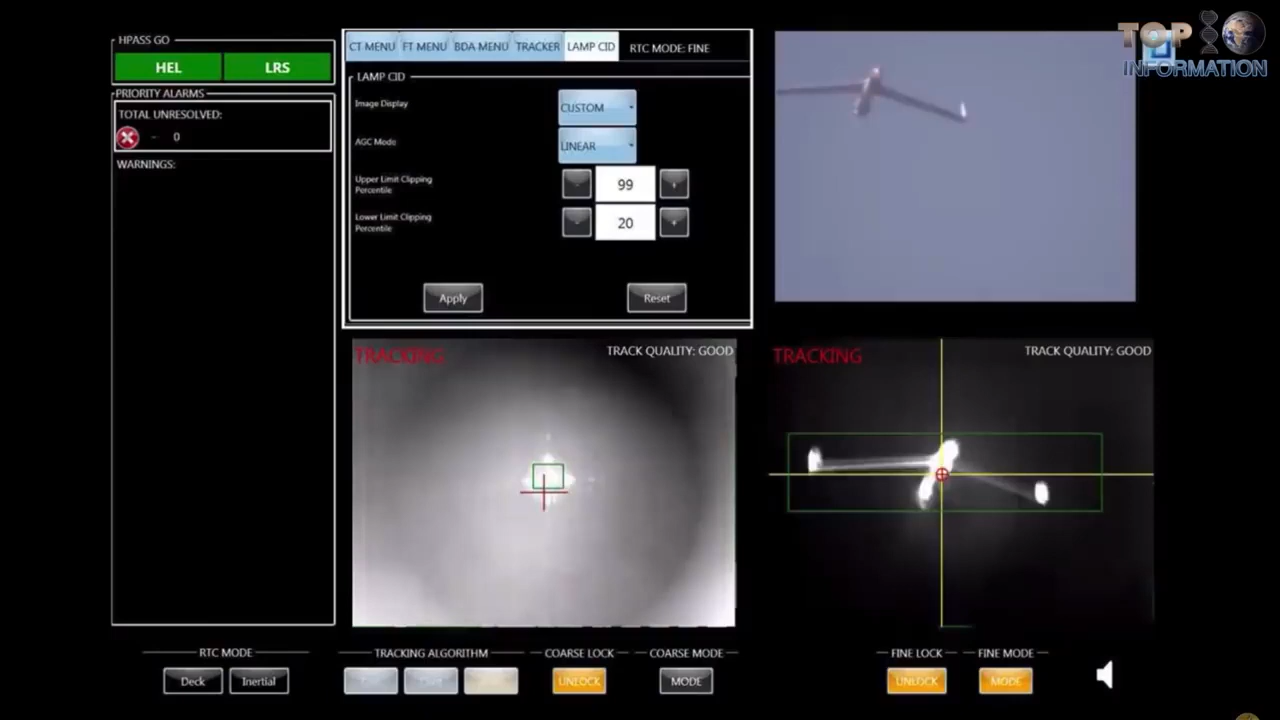 TOP
INFORMATION
HPASS GO
HEL
LRS
PRIORITY ALARMS
TOTAL UNRESOLVED:
- 0
WARNINGS:
CT MENU
FT MENU
BDA MENU
TRACKER
LAMP CID
RTC MODE: FINE
LAMP CID
Image Display
CUSTOM
AGC Mode
LINEAR
Upper Limit Clipping
Percentile
- 99 +
Lower Limit Clipping
Percentile
- 20 +
Apply
Reset
TRACKING
TRACK QUALITY: GOOD
TRACKING
TRACK QUALITY: GOOD
RTC MODE
Deck
Inertial
TRACKING ALGORITHM
COARSE LOCK
UNLOCK
COARSE MODE
MODE
FINE LOCK
UNLOCK
FINE MODE
MODE